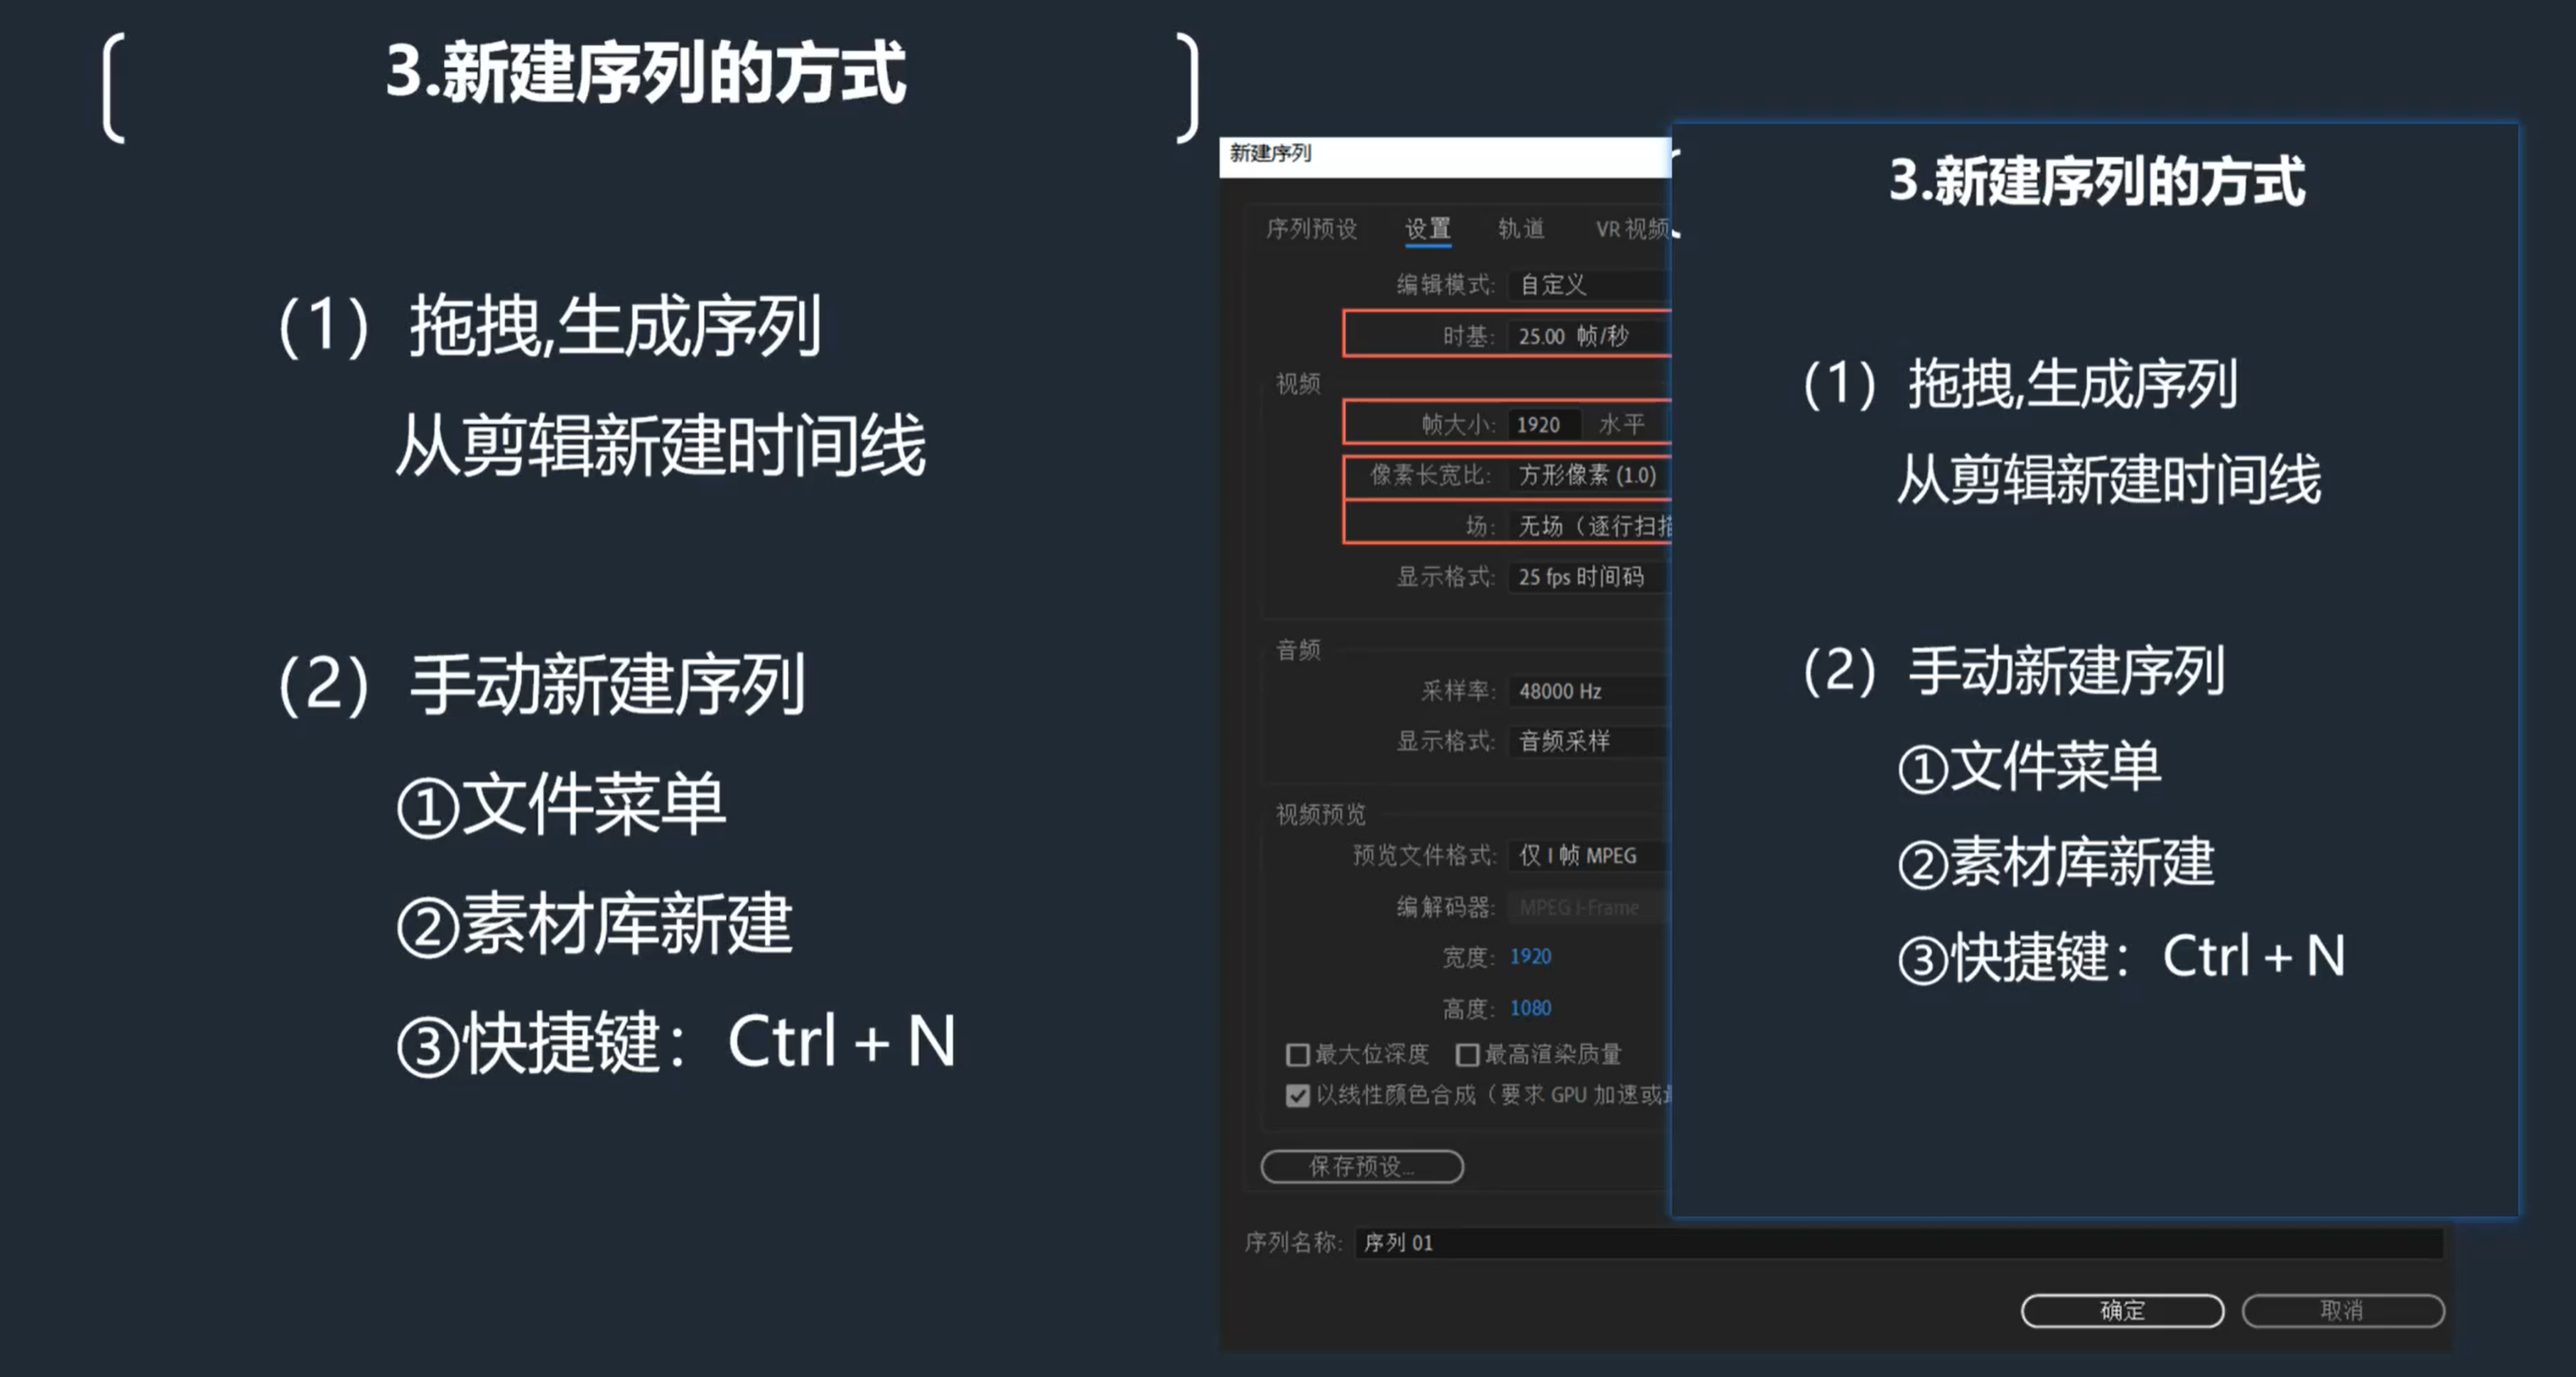 3.新建序列的方式
（1）拖拽,生成序列
从剪辑新建时间线
（2）手动新建序列
①文件菜单
②素材库新建
③快捷键：Ctrl + N
新建序列
序列预设 设置 轨道 VR 视频
编辑模式: 自定义
时基: 25.00 帧/秒
视频
帧大小: 1920 水平
像素长宽比: 方形像素 (1.0)
场: 无场（逐行扫描
显示格式: 25 fps 时间码
音频
采样率: 48000 Hz
显示格式: 音频采样
视频预览
预览文件格式: 仅 I 帧 MPEG
编解码器: MPEG I-Frame
宽度: 1920
高度: 1080
最大位深度 最高渲染质量
以线性颜色合成（要求 GPU 加速或
保存预设...
序列名称: 序列 01
确定 取消
3.新建序列的方式
（1）拖拽,生成序列
从剪辑新建时间线
（2）手动新建序列
①文件菜单
②素材库新建
③快捷键：Ctrl + N